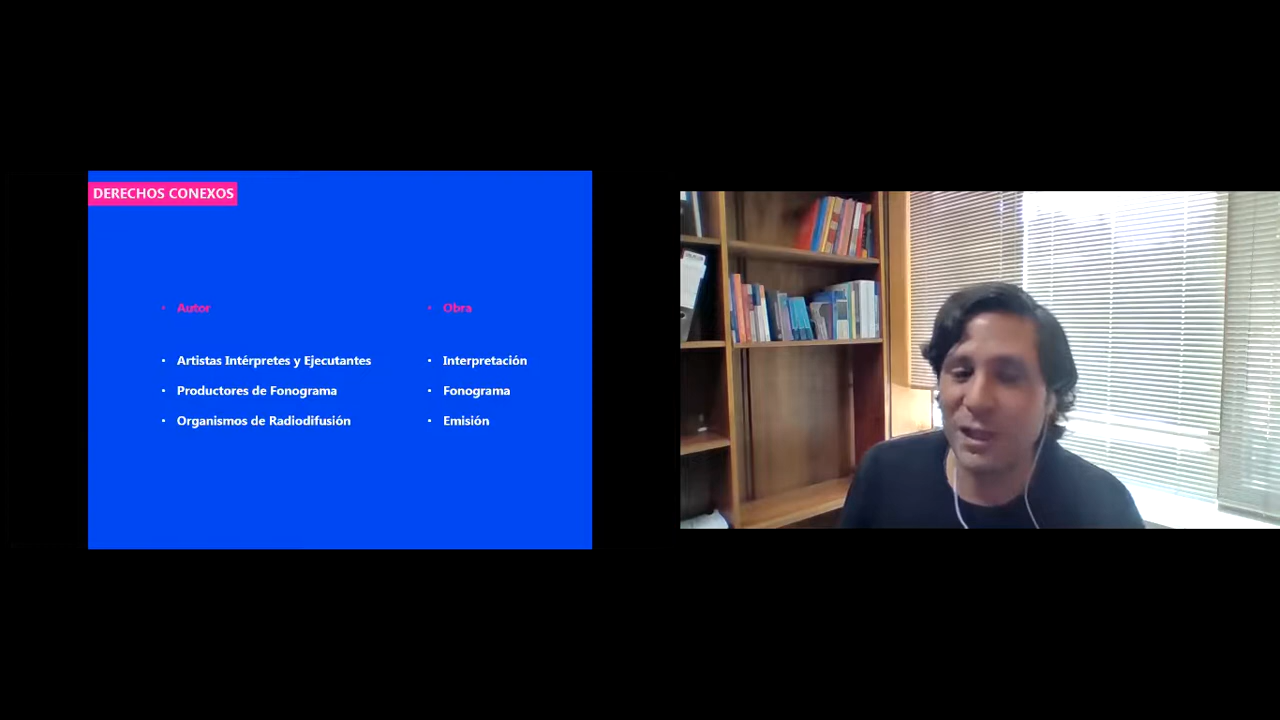 DERECHOS CONEXOS
• Autor
• Obra
• Artistas Intérpretes y Ejecutantes
• Interpretación
• Productores de Fonograma
• Fonograma
• Organismos de Radiodifusión
• Emisión